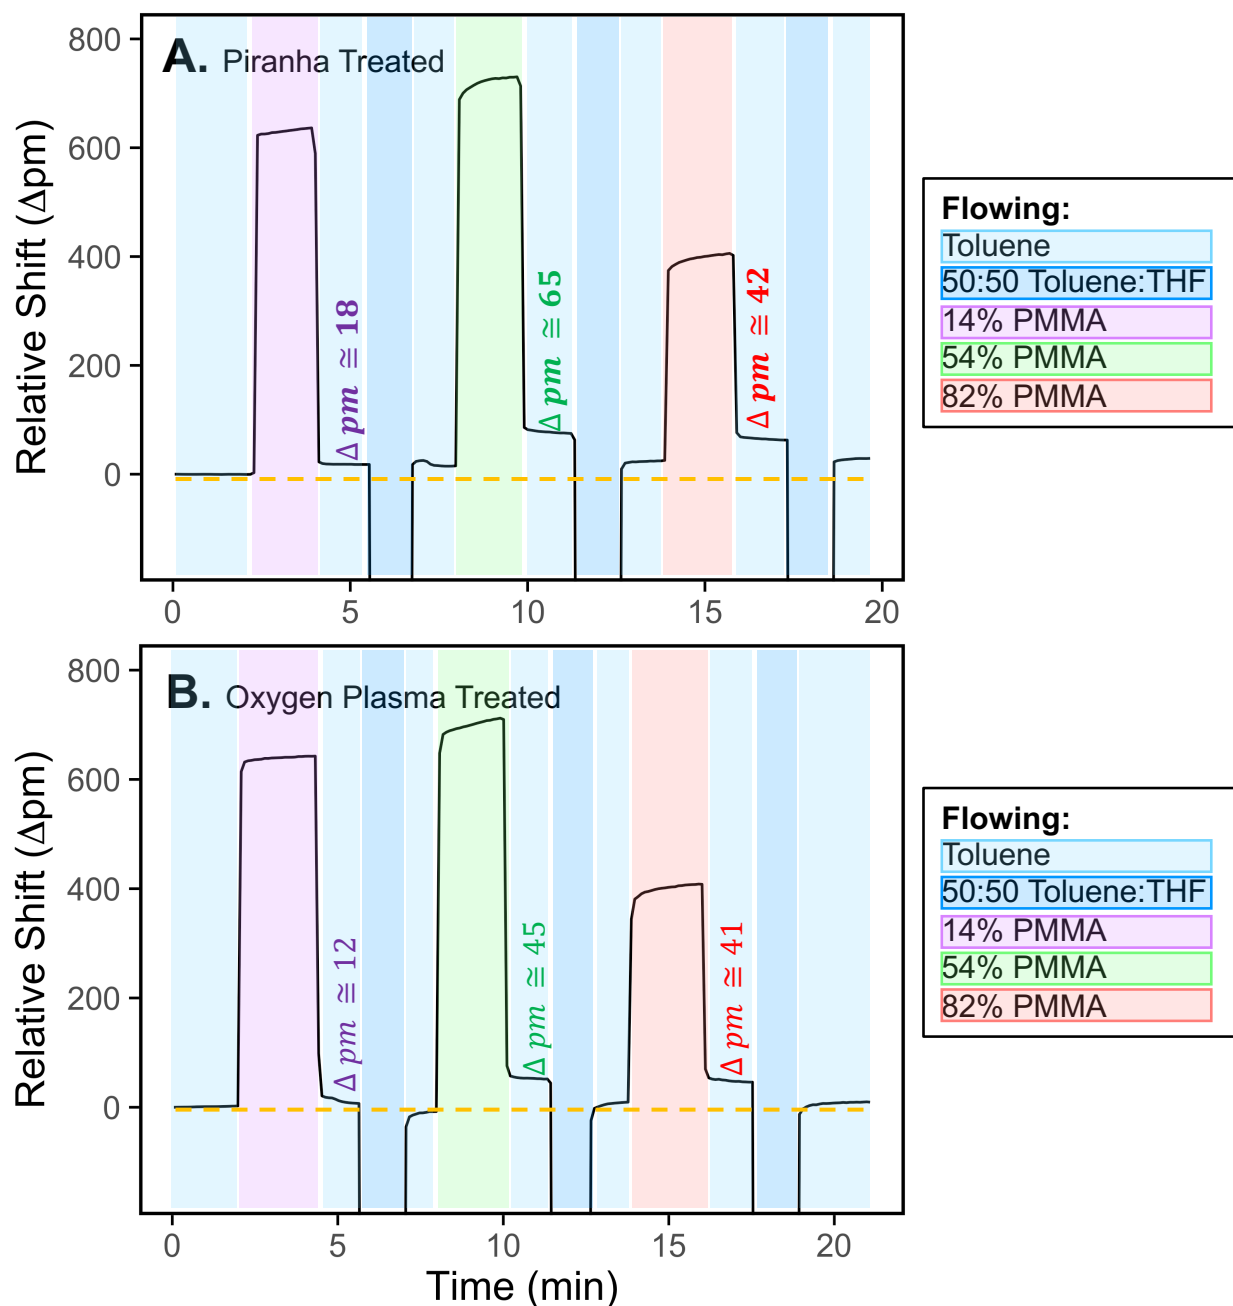 A. Piranha Treated
800
600
400
200
0
Relative Shift (Δpm)
Δ pm ≅ 18
Δ pm ≅ 65
Δ pm ≅ 42
0 5 10 15 20
Flowing:
Toluene
50:50 Toluene:THF
14% PMMA
54% PMMA
82% PMMA
B. Oxygen Plasma Treated
800
600
400
200
0
Relative Shift (Δpm)
Δ pm ≅ 12
Δ pm ≅ 45
Δ pm ≅ 41
0 5 10 15 20
Time (min)
Flowing:
Toluene
50:50 Toluene:THF
14% PMMA
54% PMMA
82% PMMA